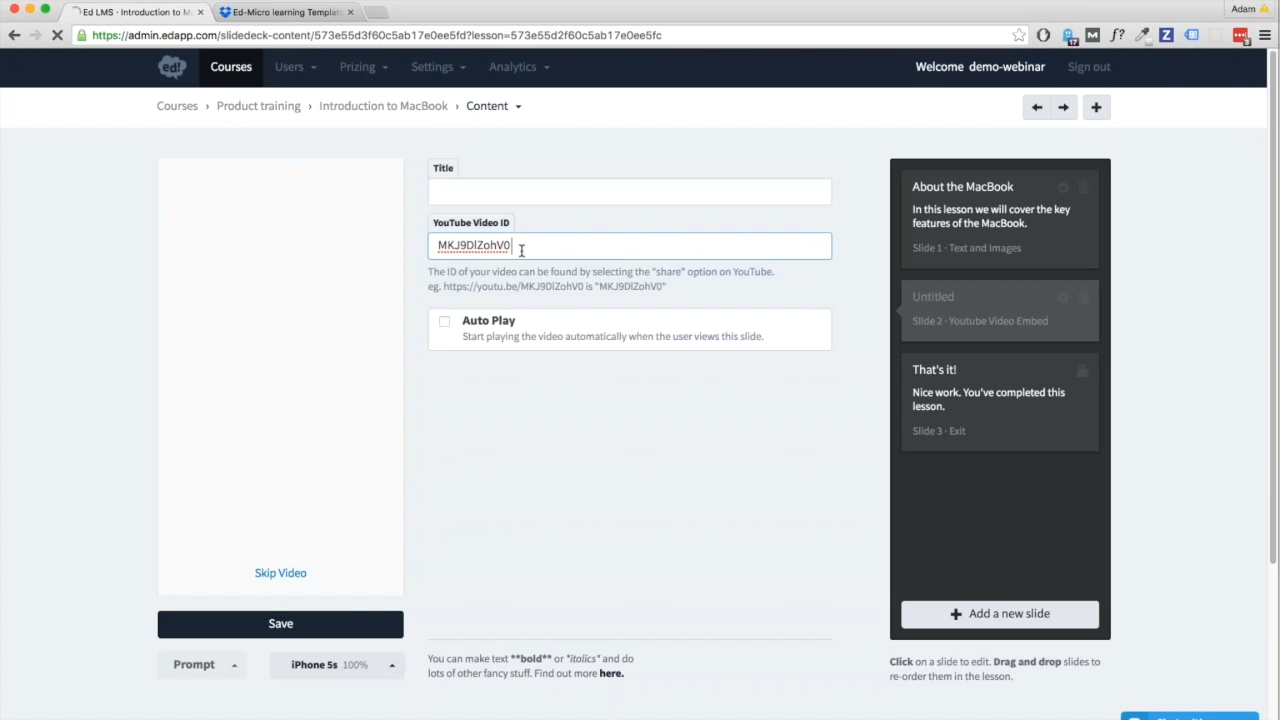 Ed LMS - Introduction to M
Ed-Micro learning Template
Adam
https://admin.edapp.com/slidedeck-content/573e55d3f60c5ab17e0ee5fd?lesson=573e55d2f60c5ab17e0ee5fc
f?
M
Z
17
3
ed!
Courses
Users
Prizing
Settings
Analytics
Welcome demo-webinar
Sign out
Courses › Product training › Introduction to MacBook › Content
Title
YouTube Video ID
MKJ9DlZohV0
The ID of your video can be found by selecting the "share" option on YouTube.
eg. https://youtu.be/MKJ9DlZohV0 is "MKJ9DlZohV0"
Auto Play
Start playing the video automatically when the user views this slide.
Skip Video
Save
Prompt
iPhone 5s 100%
You can make text **bold** or *italics* and do
lots of other fancy stuff. Find out more here.
About the MacBook
In this lesson we will cover the key
features of the MacBook.
Slide 1 · Text and Images
Untitled
Slide 2 · Youtube Video Embed
That's it!
Nice work. You've completed this
lesson.
Slide 3 · Exit
Add a new slide
Click on a slide to edit. Drag and drop slides to
re-order them in the lesson.